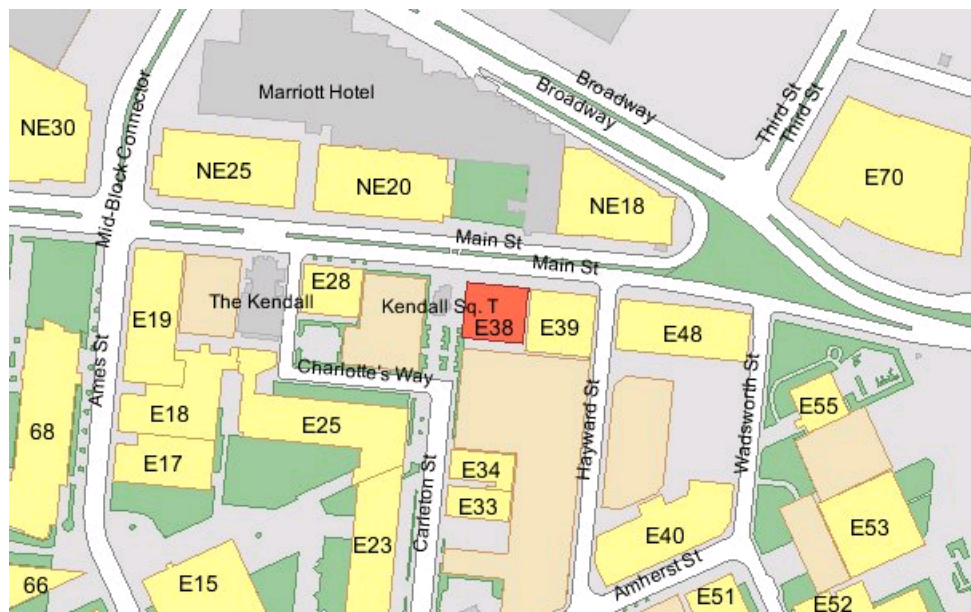 Broadway
Broadway
Third St
Third St
Marriott Hotel
Mid-Block Connector
NE30
NE25
NE20
NE18
E70
Main St
Main St
E28
The Kendall
Kendall Sq. T
E19
E38
E39
E48
Charlotte's Way
Ames St
Hayward St
Wadsworth St
E55
68
E18
E25
E17
E34
Carleton St
E33
E23
E40
E53
Amherst St
66
E15
E51
E52